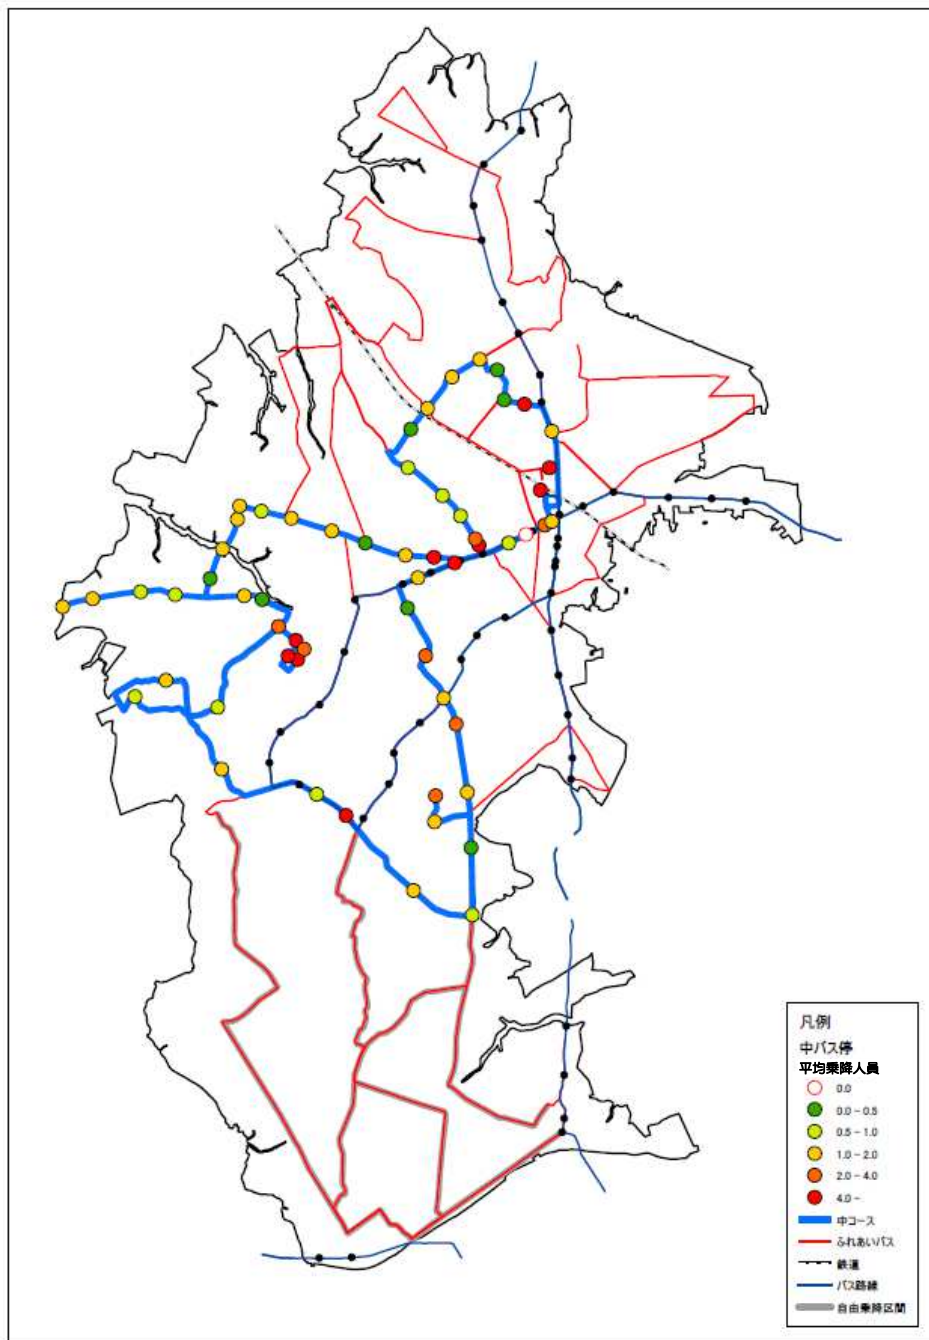 凡例
中バス停
平均乗降人員
0.0
0.0 - 0.5
0.5 - 1.0
1.0 - 2.0
2.0 - 4.0
4.0 -
中コース
ふれあいバス
鉄道
バス路線
自由乗降区間